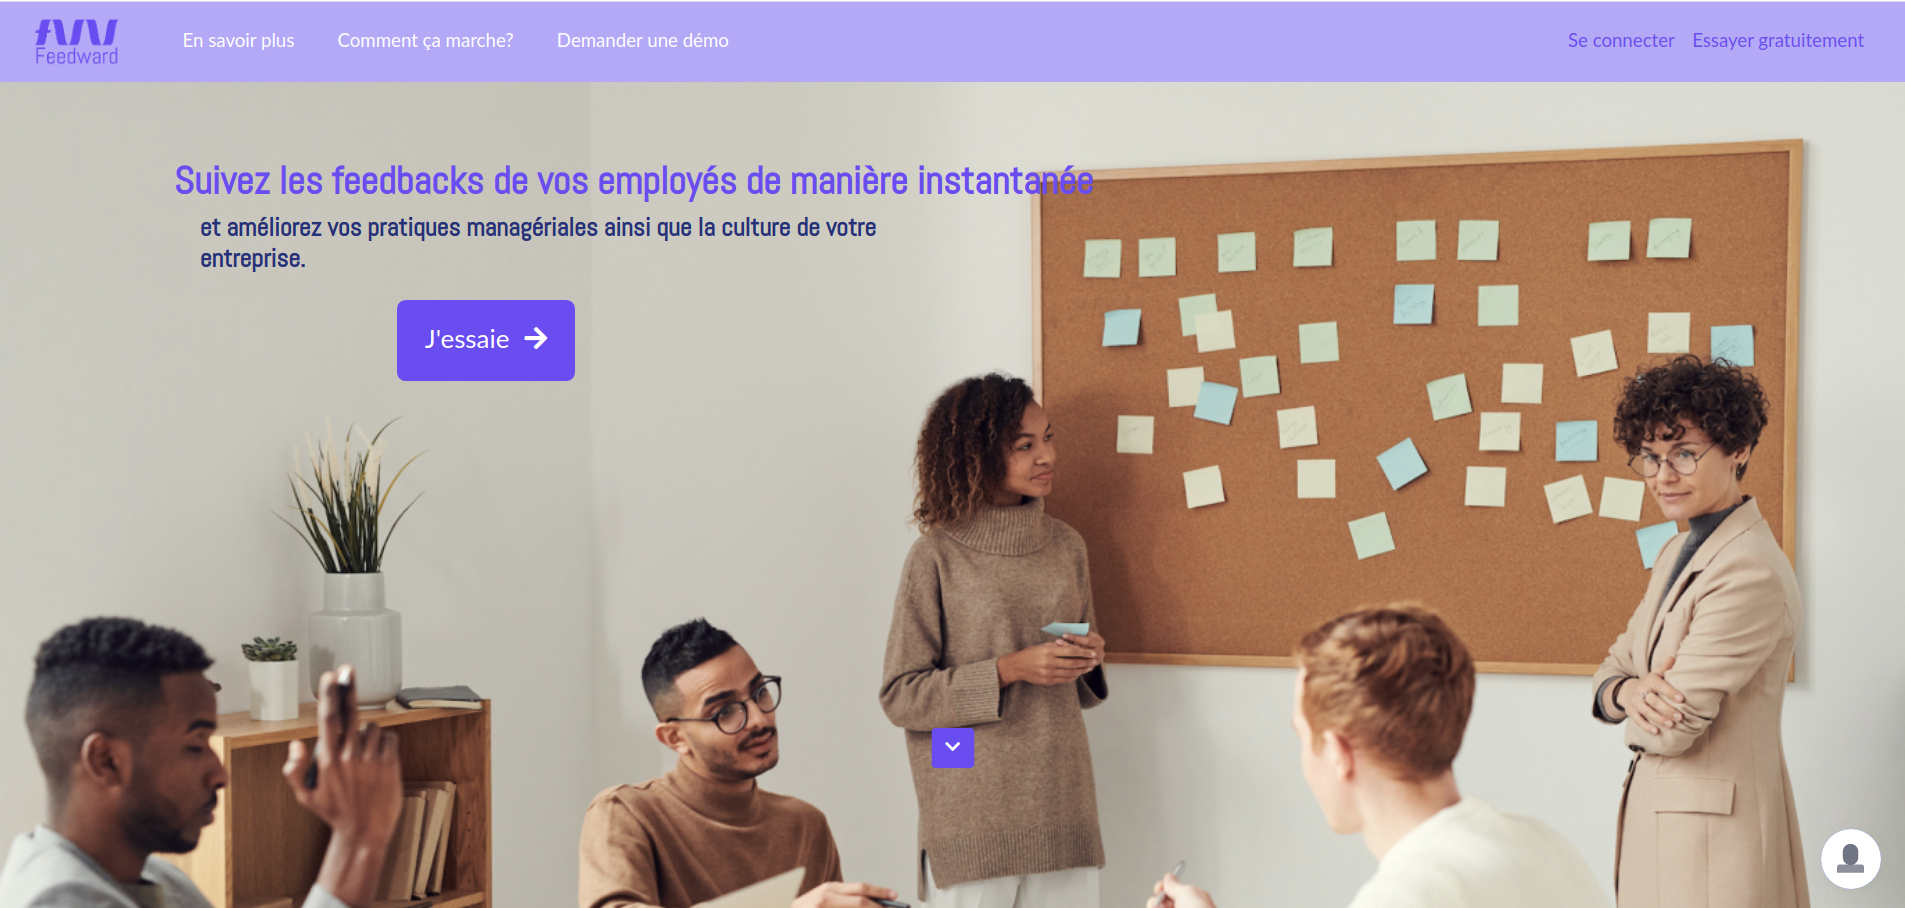 Feedward
En savoir plus
Comment ça marche?
Demander une démo
Se connecter
Essayer gratuitement
Suivez les feedbacks de vos employés de manière instantanée
et améliorez vos pratiques managériales ainsi que la culture de votre
entreprise.
J'essaie